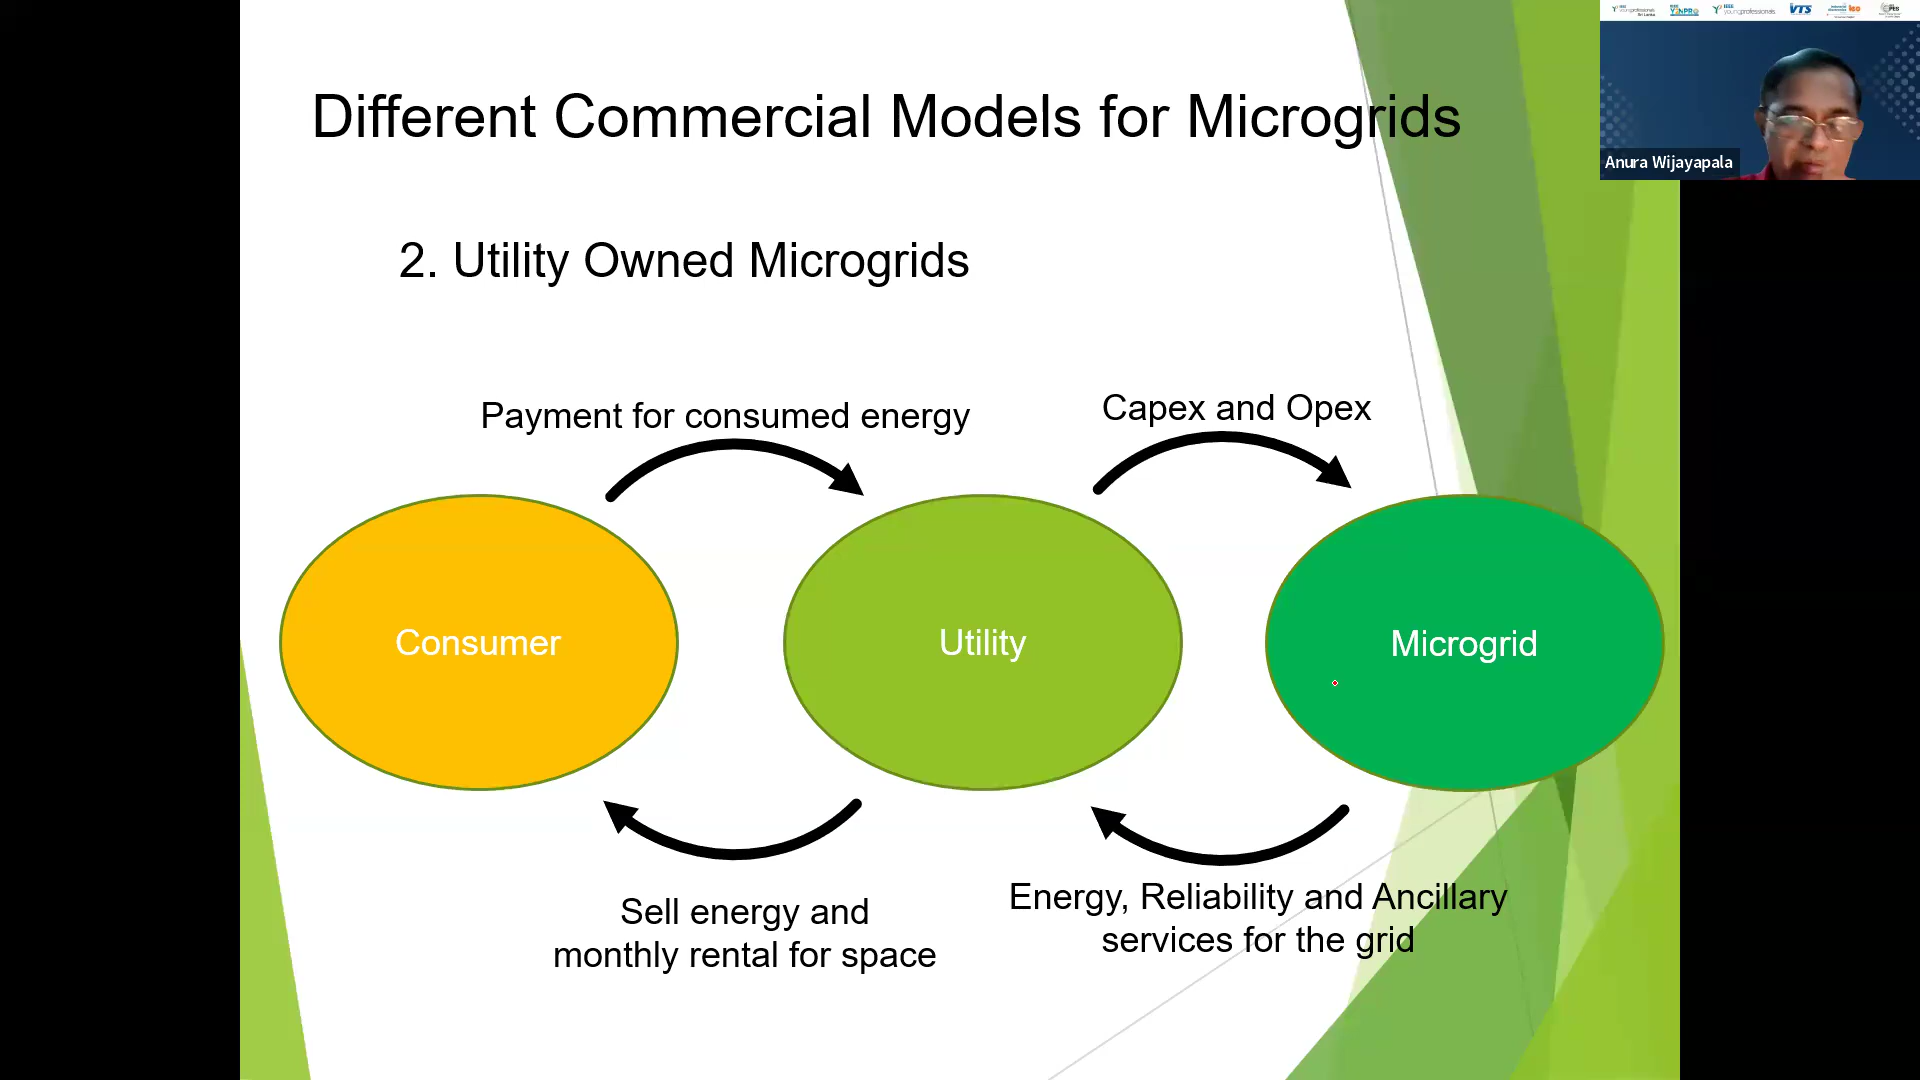 Different Commercial Models for Microgrids
VTS
Anura Wijayapala
2. Utility Owned Microgrids
Payment for consumed energy
Capex and Opex
Consumer
Utility
Microgrid
Sell energy and
monthly rental for space
Energy, Reliability and Ancillary
services for the grid